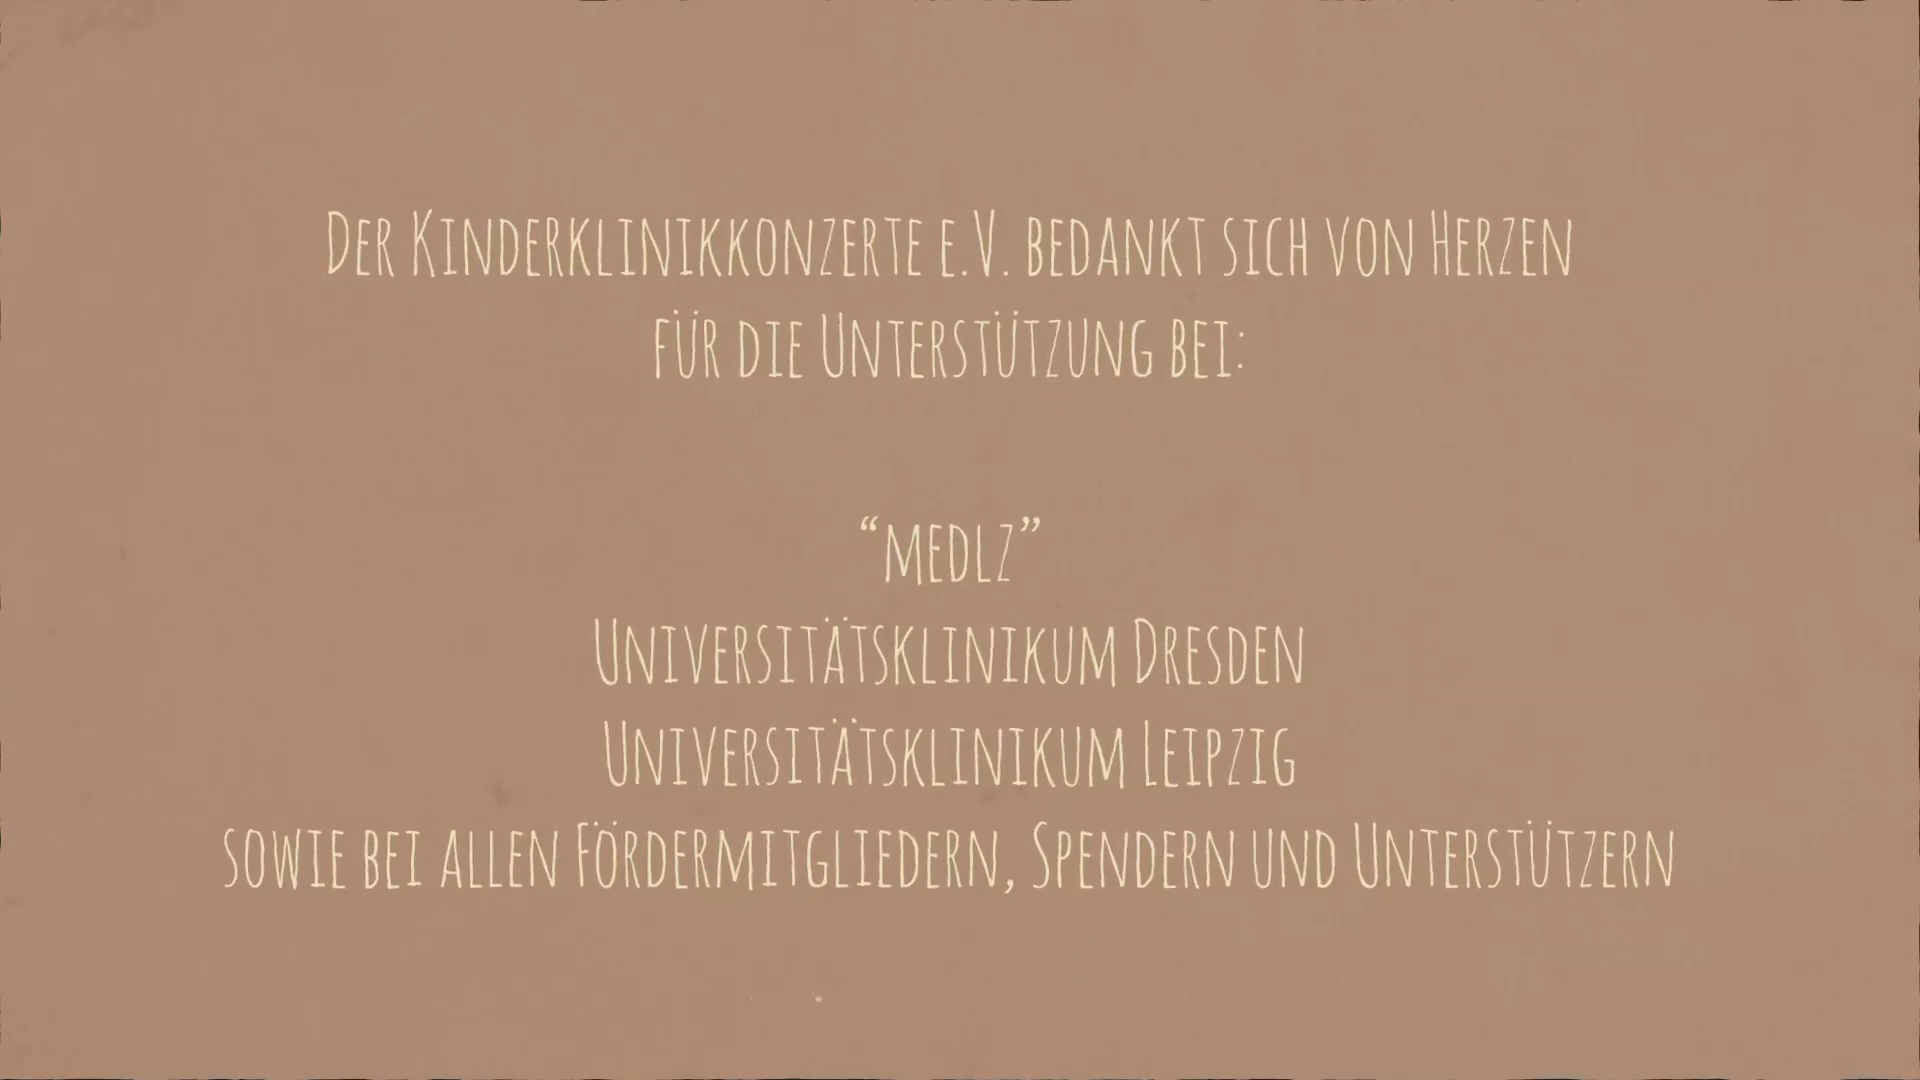 Der Kinderklinikkonzerte e.V. bedankt sich von Herzen
für die Unterstützung bei:
“medlz”
Universitätsklinikum Dresden
Universitätsklinikum Leipzig
sowie bei allen Fördermitgliedern, Spendern und Unterstützern